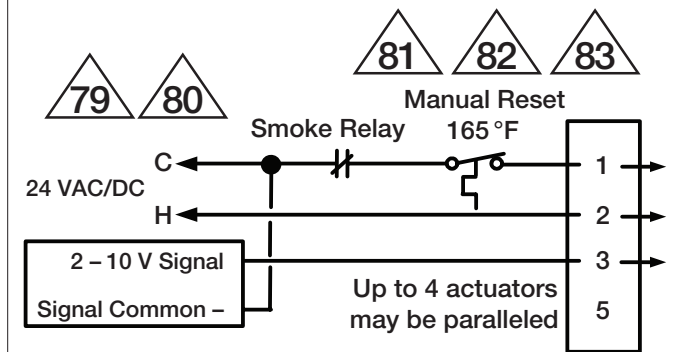 81 82 83
79 80
Manual Reset
Smoke Relay 165 °F
C
24 VAC/DC
H
1
2
2 – 10 V Signal
3
Signal Common –
Up to 4 actuators
may be paralleled
5